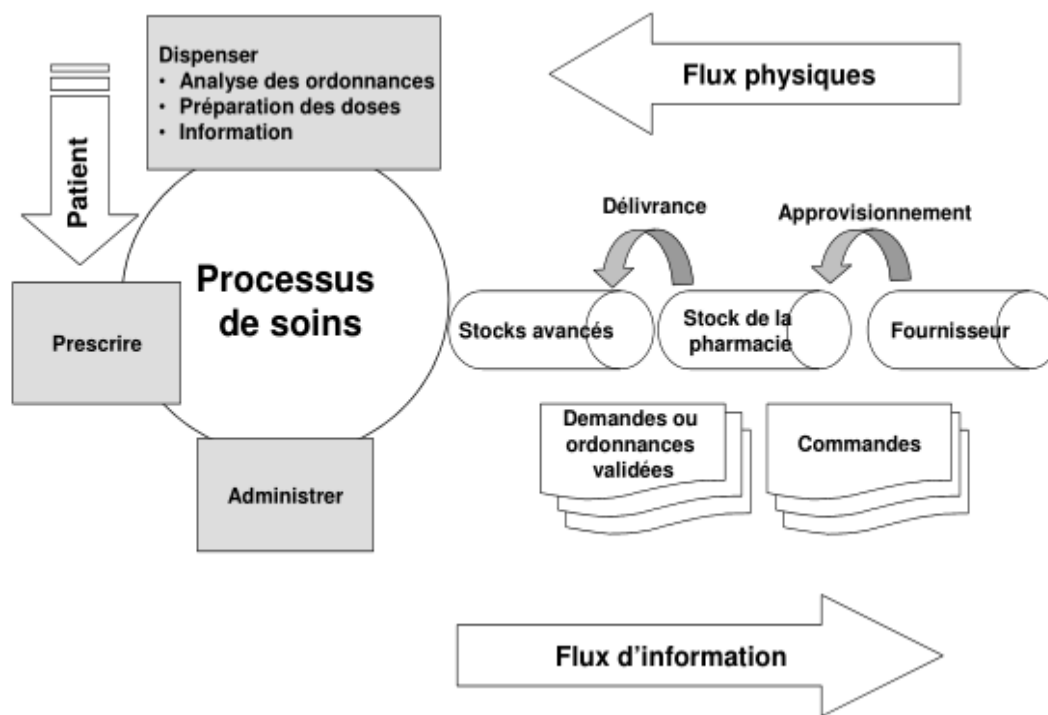 Dispenser
• Analyse des ordonnances
• Préparation des doses
• Information
Flux physiques
Patient
Délivrance
Approvisionnement
Processus
de soins
Prescrire
Stocks avancés
Stock de la
pharmacie
Fournisseur
Demandes ou
ordonnances
validées
Commandes
Administrer
Flux d’information